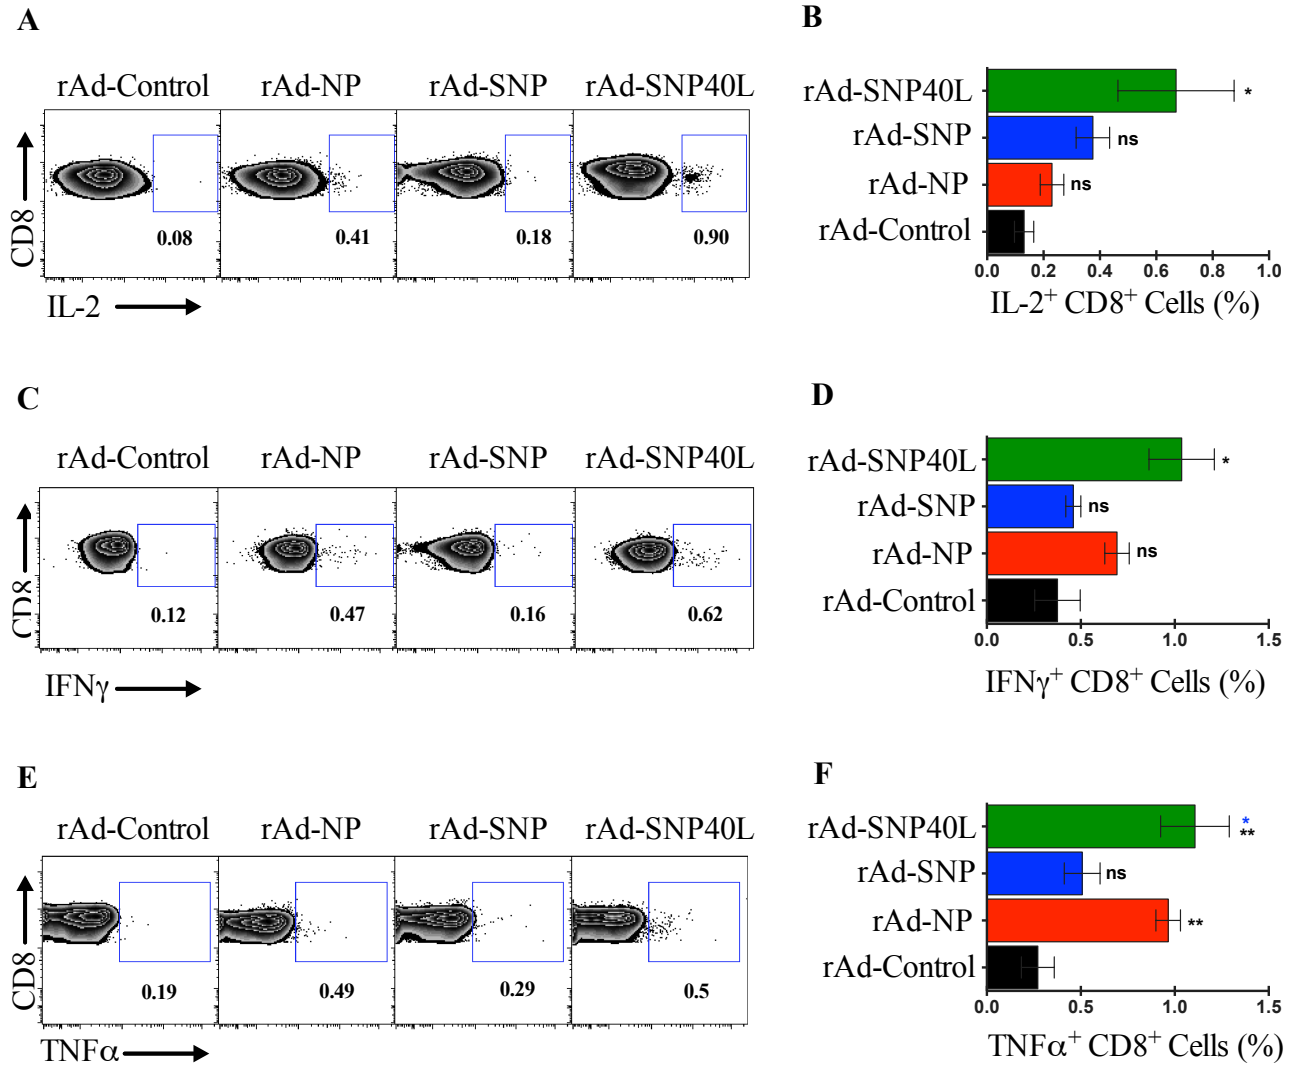 A
rAd-Control rAd-NP rAd-SNP rAd-SNP40L
CD8
0.08 0.41 0.18 0.90
IL-2
B
rAd-SNP40L *
rAd-SNP ns
rAd-NP ns
rAd-Control
0.0 0.2 0.4 0.6 0.8 1.0
IL-2⁺ CD8⁺ Cells (%)
C
rAd-Control rAd-NP rAd-SNP rAd-SNP40L
CD8
0.12 0.47 0.16 0.62
IFNγ
D
rAd-SNP40L *
rAd-SNP ns
rAd-NP ns
rAd-Control
0.0 0.5 1.0 1.5
IFNγ⁺ CD8⁺ Cells (%)
E
rAd-Control rAd-NP rAd-SNP rAd-SNP40L
CD8
0.19 0.49 0.29 0.5
TNFα
F
rAd-SNP40L * **
rAd-SNP ns
rAd-NP **
rAd-Control
0.0 0.5 1.0 1.5
TNFα⁺ CD8⁺ Cells (%)